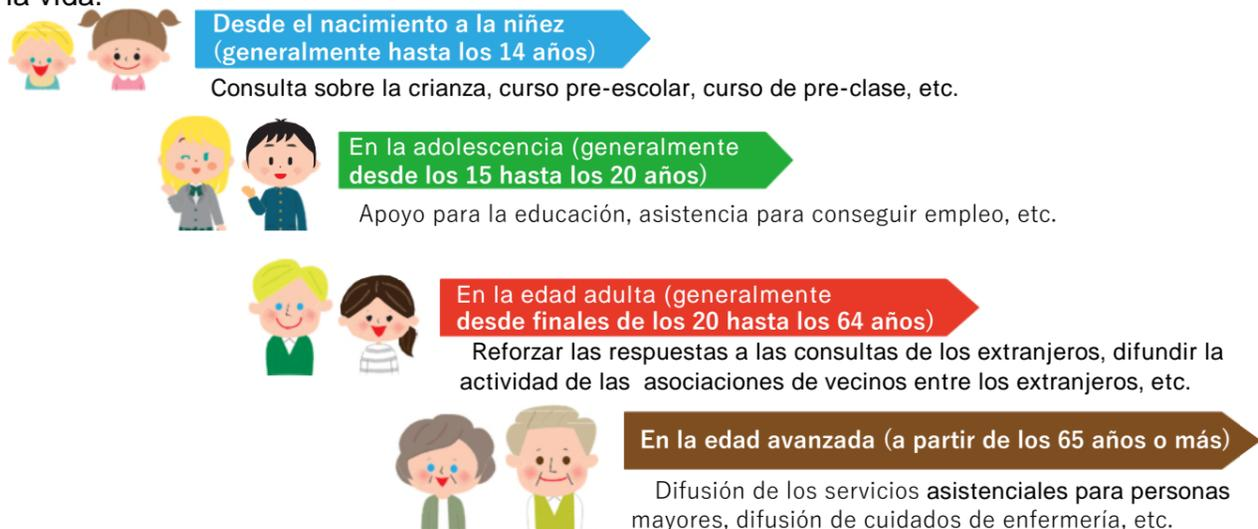 la vida.
Desde el nacimiento a la niñez
(generalmente hasta los 14 años)
Consulta sobre la crianza, curso pre-escolar, curso de pre-clase, etc.
En la adolescencia (generalmente
desde los 15 hasta los 20 años)
Apoyo para la educación, asistencia para conseguir empleo, etc.
En la edad adulta (generalmente
desde finales de los 20 hasta los 64 años)
Reforzar las respuestas a las consultas de los extranjeros, difundir la
actividad de las asociaciones de vecinos entre los extranjeros, etc.
En la edad avanzada (a partir de los 65 años o más)
Difusión de los servicios asistenciales para personas
mayores, difusión de cuidados de enfermería, etc.